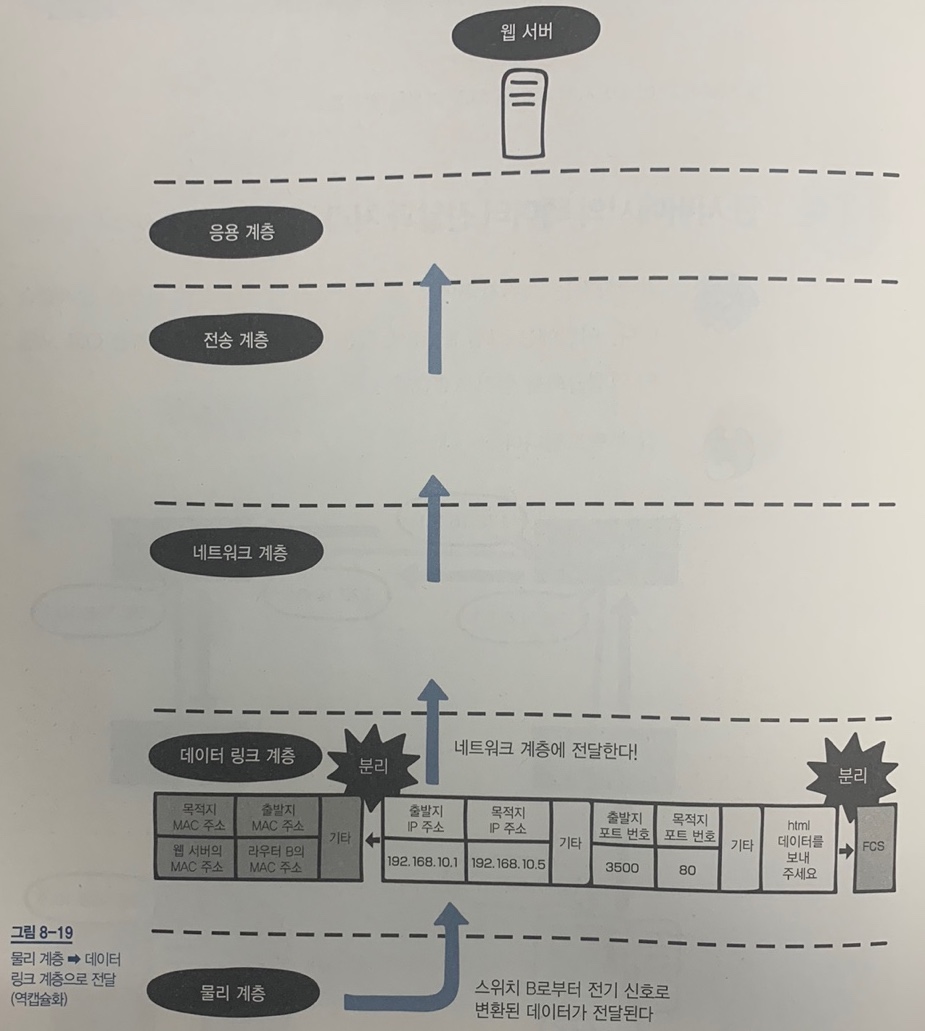 웹 서버
응용 계층
전송 계층
네트워크 계층
데이터 링크 계층
분리
네트워크 계층에 전달한다!
분리
목적지
MAC 주소
출발지
MAC 주소
기타
출발지
IP 주소
목적지
IP 주소
기타
출발지
포트 번호
목적지
포트 번호
기타
html
데이터를
보내
주세요
FCS
웹 서버의
MAC 주소
라우터 B의
MAC 주소
192.168.10.1
192.168.10.5
3500
80
그림 8-19
물리 계층 ➡ 데이터
링크 계층으로 전달
(역캡슐화)
물리 계층
스위치 B로부터 전기 신호로
변환된 데이터가 전달된다